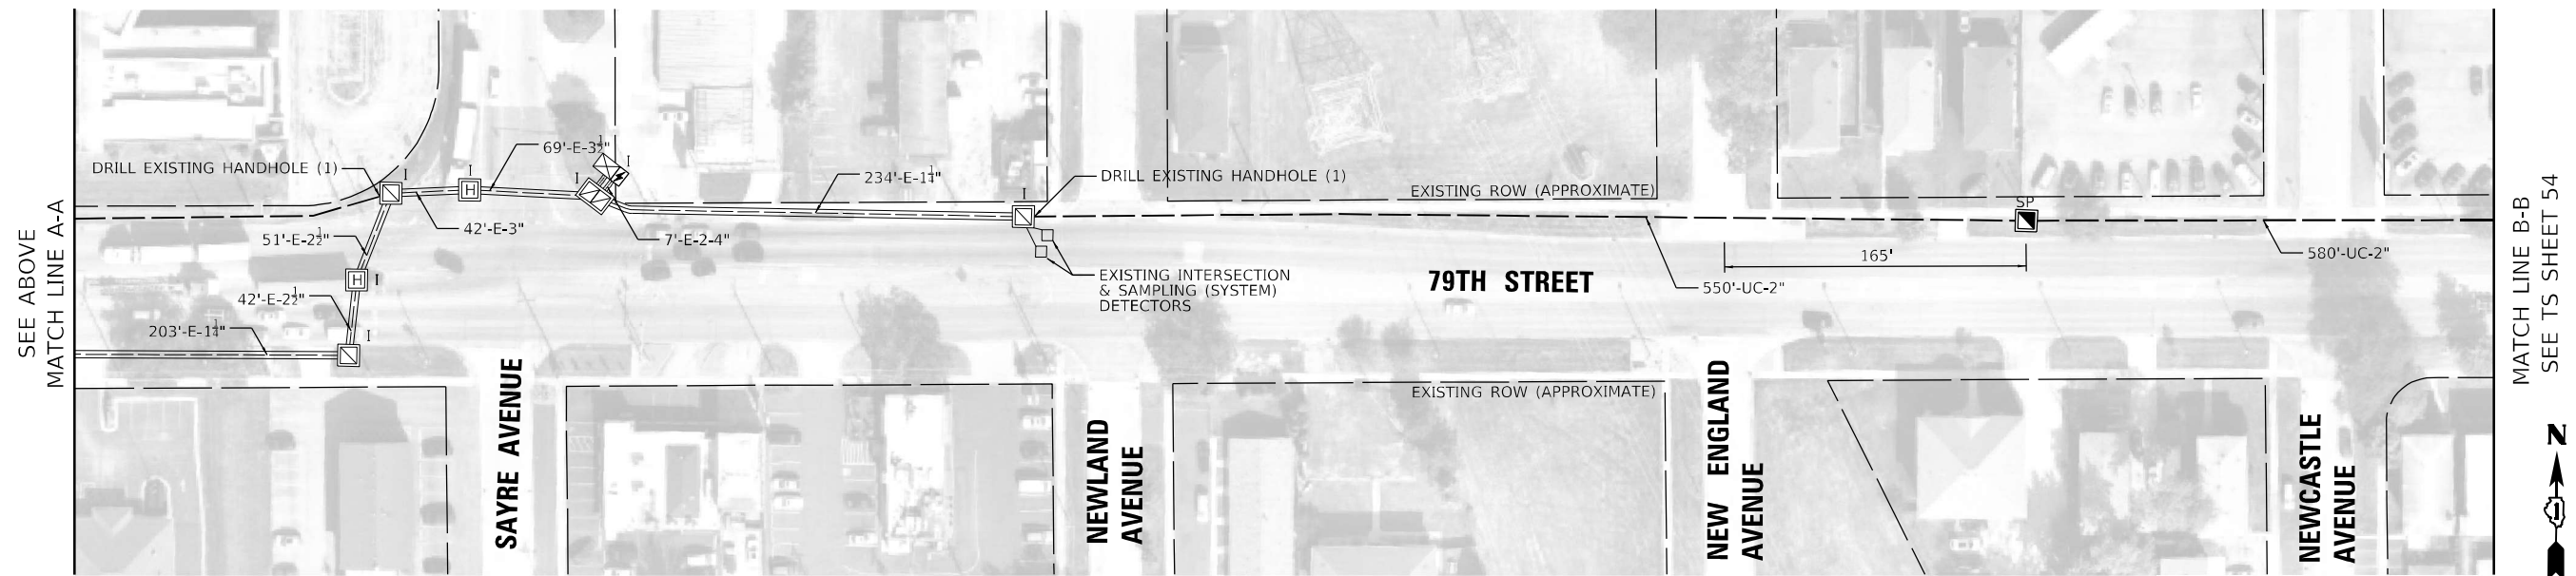 SEE ABOVE
MATCH LINE A-A
DRILL EXISTING HANDHOLE (1)
I
I
69'-E-3½"
I
I
42'-E-3"
7'-E-2-4"
234'-E-1¼"
51'-E-2½"
I
42'-E-2½"
I
203'-E-1¼"
H
H
I
DRILL EXISTING HANDHOLE (1)
EXISTING INTERSECTION
& SAMPLING (SYSTEM)
DETECTORS
EXISTING ROW (APPROXIMATE)
79TH STREET
550'-UC-2"
165'
SP
580'-UC-2"
EXISTING ROW (APPROXIMATE)
SAYRE AVENUE
NEWLAND
AVENUE
NEW ENGLAND
AVENUE
NEWCASTLE
AVENUE
MATCH LINE B-B
SEE TS SHEET 54
N